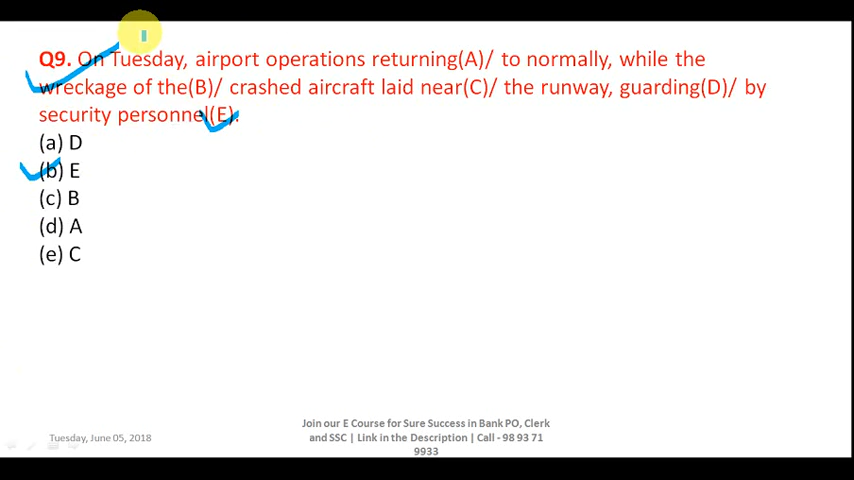 Q9. On Tuesday, airport operations returning(A)/ to normally, while the
wreckage of the(B)/ crashed aircraft laid near(C)/ the runway, guarding(D)/ by
security personnel(E).
(a) D
(b) E
(c) B
(d) A
(e) C
Tuesday, June 05, 2018
Join our E Course for Sure Success in Bank PO, Clerk
and SSC | Link in the Description | Call - 98 93 71
9933